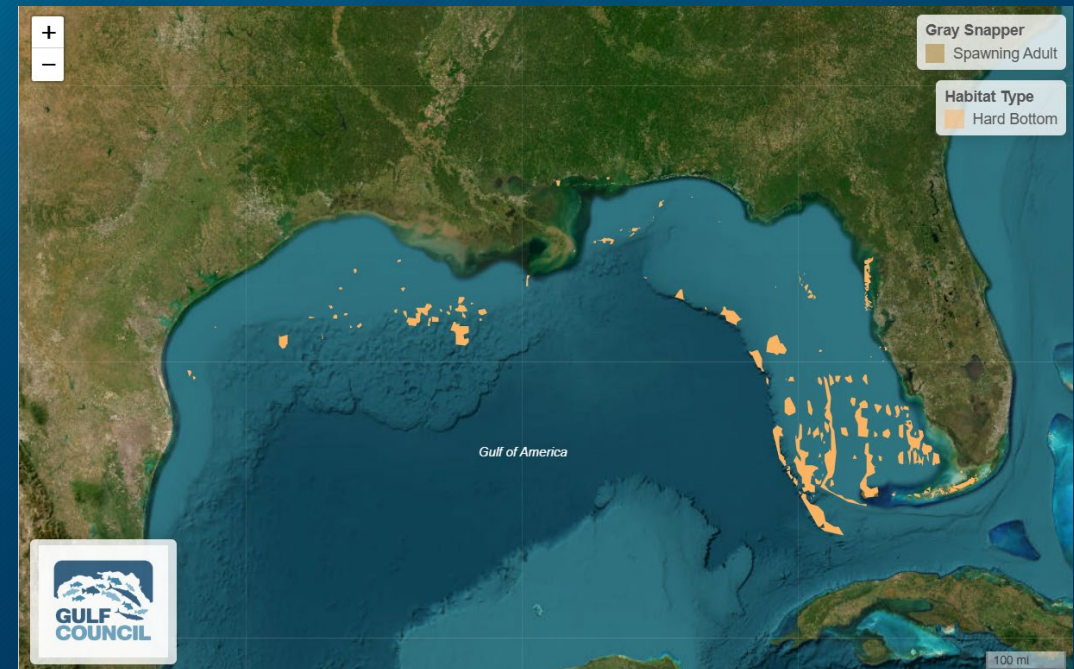 +
−
Gray Snapper
Spawning Adult
Habitat Type
Hard Bottom
Gulf of America
GULF
COUNCIL
100 mi